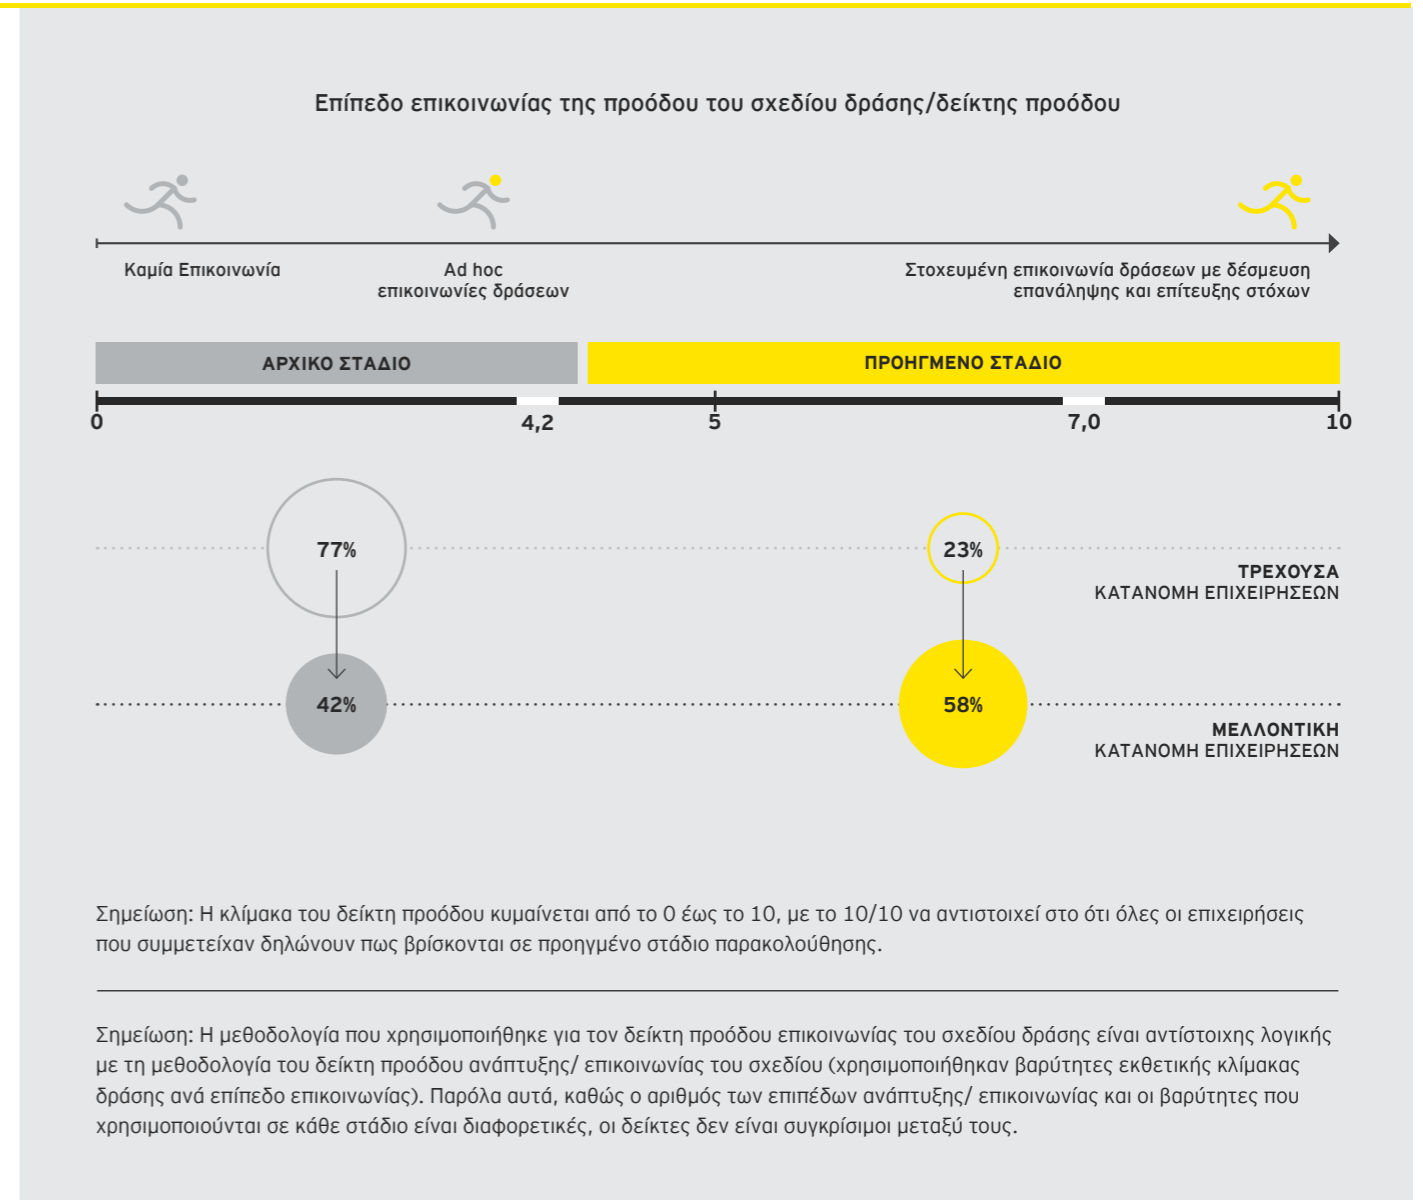 Επίπεδο επικοινωνίας της προόδου του σχεδίου δράσης/δείκτης προόδου
Καμία Επικοινωνία
Ad hoc
επικοινωνίες δράσεων
Στοχευμένη επικοινωνία δράσεων με δέσμευση
επανάληψης και επίτευξης στόχων
ΑΡΧΙΚΟ ΣΤΑΔΙΟ
ΠΡΟΗΓΜΕΝΟ ΣΤΑΔΙΟ
0
4,2
5
7,0
10
77%
23%
ΤΡΕΧΟΥΣΑ
ΚΑΤΑΝΟΜΗ ΕΠΙΧΕΙΡΗΣΕΩΝ
42%
58%
ΜΕΛΛΟΝΤΙΚΗ
ΚΑΤΑΝΟΜΗ ΕΠΙΧΕΙΡΗΣΕΩΝ
Σημείωση: Η κλίμακα του δείκτη προόδου κυμαίνεται από το 0 έως το 10, με το 10/10 να αντιστοιχεί στο ότι όλες οι επιχειρήσεις
που συμμετείχαν δηλώνουν πως βρίσκονται σε προηγμένο στάδιο παρακολούθησης.
Σημείωση: Η μεθοδολογία που χρησιμοποιήθηκε για τον δείκτη προόδου επικοινωνίας του σχεδίου δράσης είναι αντίστοιχης λογικής
με τη μεθοδολογία του δείκτη προόδου ανάπτυξης/ επικοινωνίας του σχεδίου (χρησιμοποιήθηκαν βαρύτητες εκθετικής κλίμακας
δράσης ανά επίπεδο επικοινωνίας). Παρόλα αυτά, καθώς ο αριθμός των επιπέδων ανάπτυξης/ επικοινωνίας και οι βαρύτητες που
χρησιμοποιούνται σε κάθε στάδιο είναι διαφορετικές, οι δείκτες δεν είναι συγκρίσιμοι μεταξύ τους.